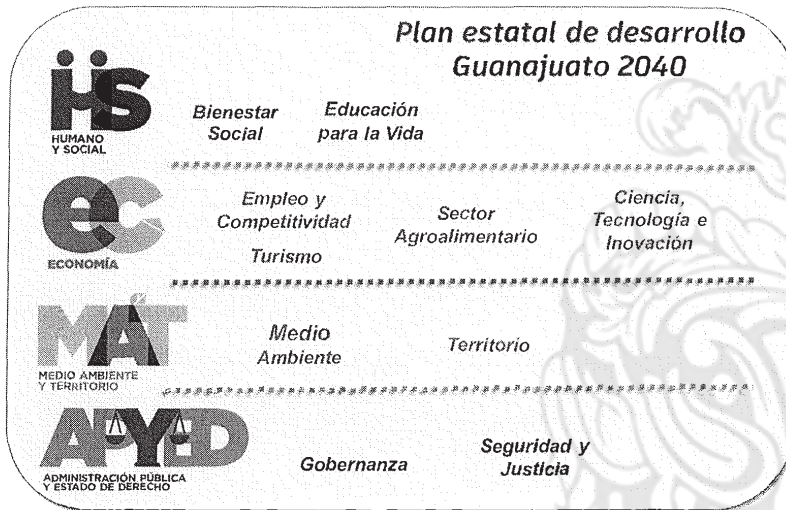 Plan estatal de desarrollo
Guanajuato 2040
HS
HUMANO
Y SOCIAL
Bienestar
Social
Educación
para la Vida
eC
ECONOMÍA
Empleo y
Competitividad
Turismo
Sector
Agroalimentario
Ciencia,
Tecnología e
Inovación
MÁT
MEDIO AMBIENTE
Y TERRITORIO
Medio
Ambiente
Territorio
APYED
ADMINISTRACIÓN PÚBLICA
Y ESTADO DE DERECHO
Gobernanza
Seguridad y
Justicia